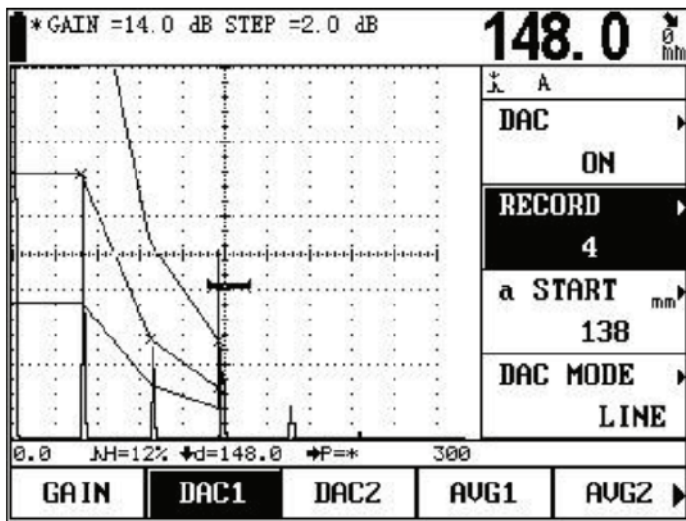 *GAIN =14.0 dB STEP =2.0 dB
148.0
mm
A
DAC
ON
RECORD
4
a START mm
138
DAC MODE
LINE
0.0 H=12% d=148.0 P=* 300
GAIN DAC1 DAC2 AVG1 AVG2